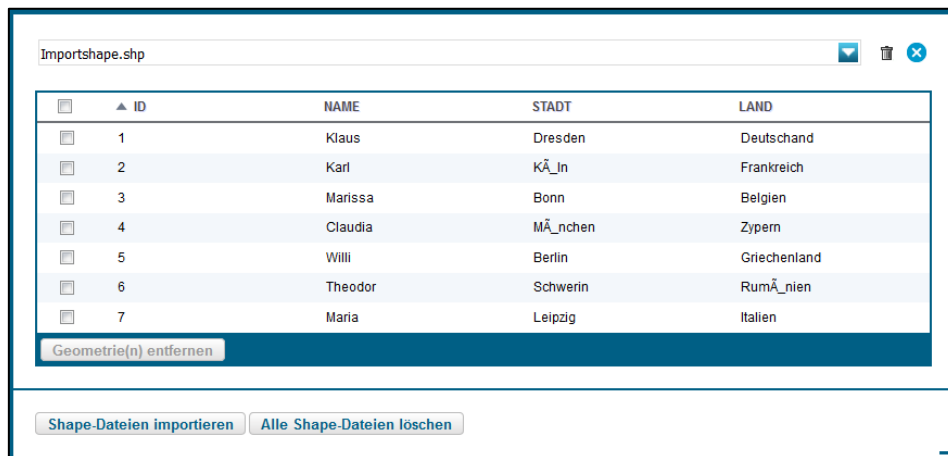 Importshape.shp
ID NAME STADT LAND
1 Klaus Dresden Deutschand
2 Karl KÃ_ln Frankreich
3 Marissa Bonn Belgien
4 Claudia MÃ_nchen Zypern
5 Willi Berlin Griechenland
6 Theodor Schwerin RumÃ_nien
7 Maria Leipzig Italien
Geometrie(n) entfernen
Shape-Dateien importieren Alle Shape-Dateien löschen